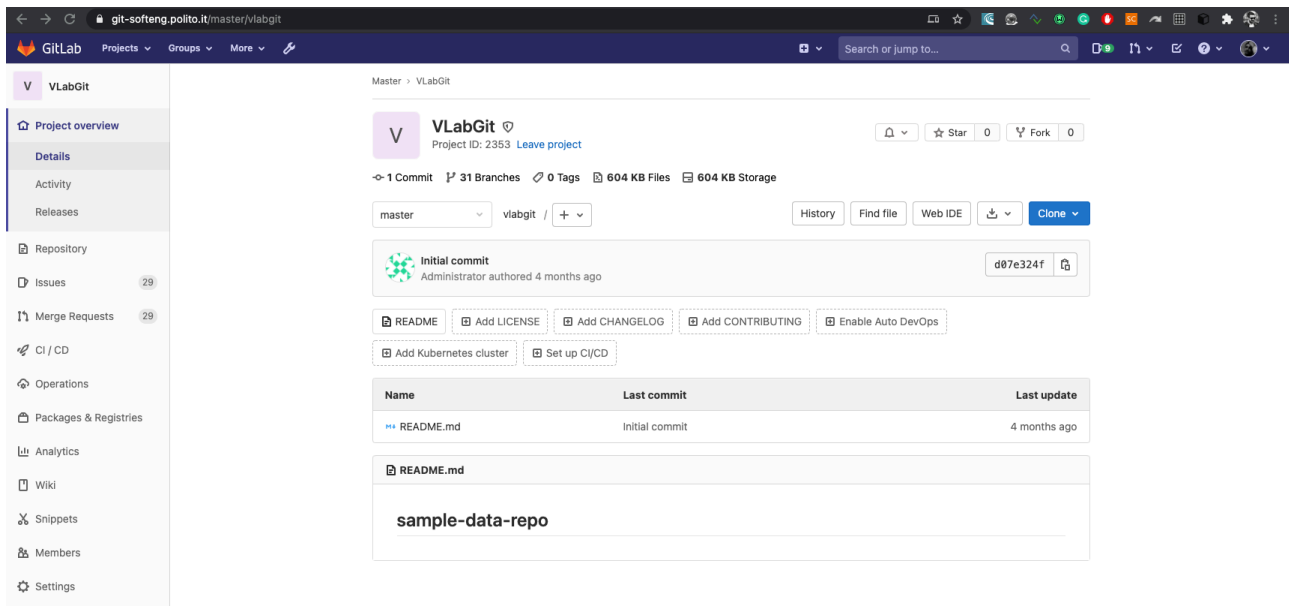 git-softeng.polito.it/master/vlabgit
GitLab Projects Groups More Search or jump to... 9
V VLabGit
Project overview
Details
Activity
Releases
Repository
Issues 29
Merge Requests 29
CI / CD
Operations
Packages & Registries
Analytics
Wiki
Snippets
Members
Settings
Master > VLabGit
V
VLabGit
Project ID: 2353 Leave project
Star 0 Fork 0
1 Commit 31 Branches 0 Tags 604 KB Files 604 KB Storage
master vlabgit / + History Find file Web IDE Clone
Initial commit
Administrator authored 4 months ago
d07e324f
README Add LICENSE Add CHANGELOG Add CONTRIBUTING Enable Auto DevOps
Add Kubernetes cluster Set up CI/CD
Name Last commit Last update
README.md Initial commit 4 months ago
README.md
sample-data-repo